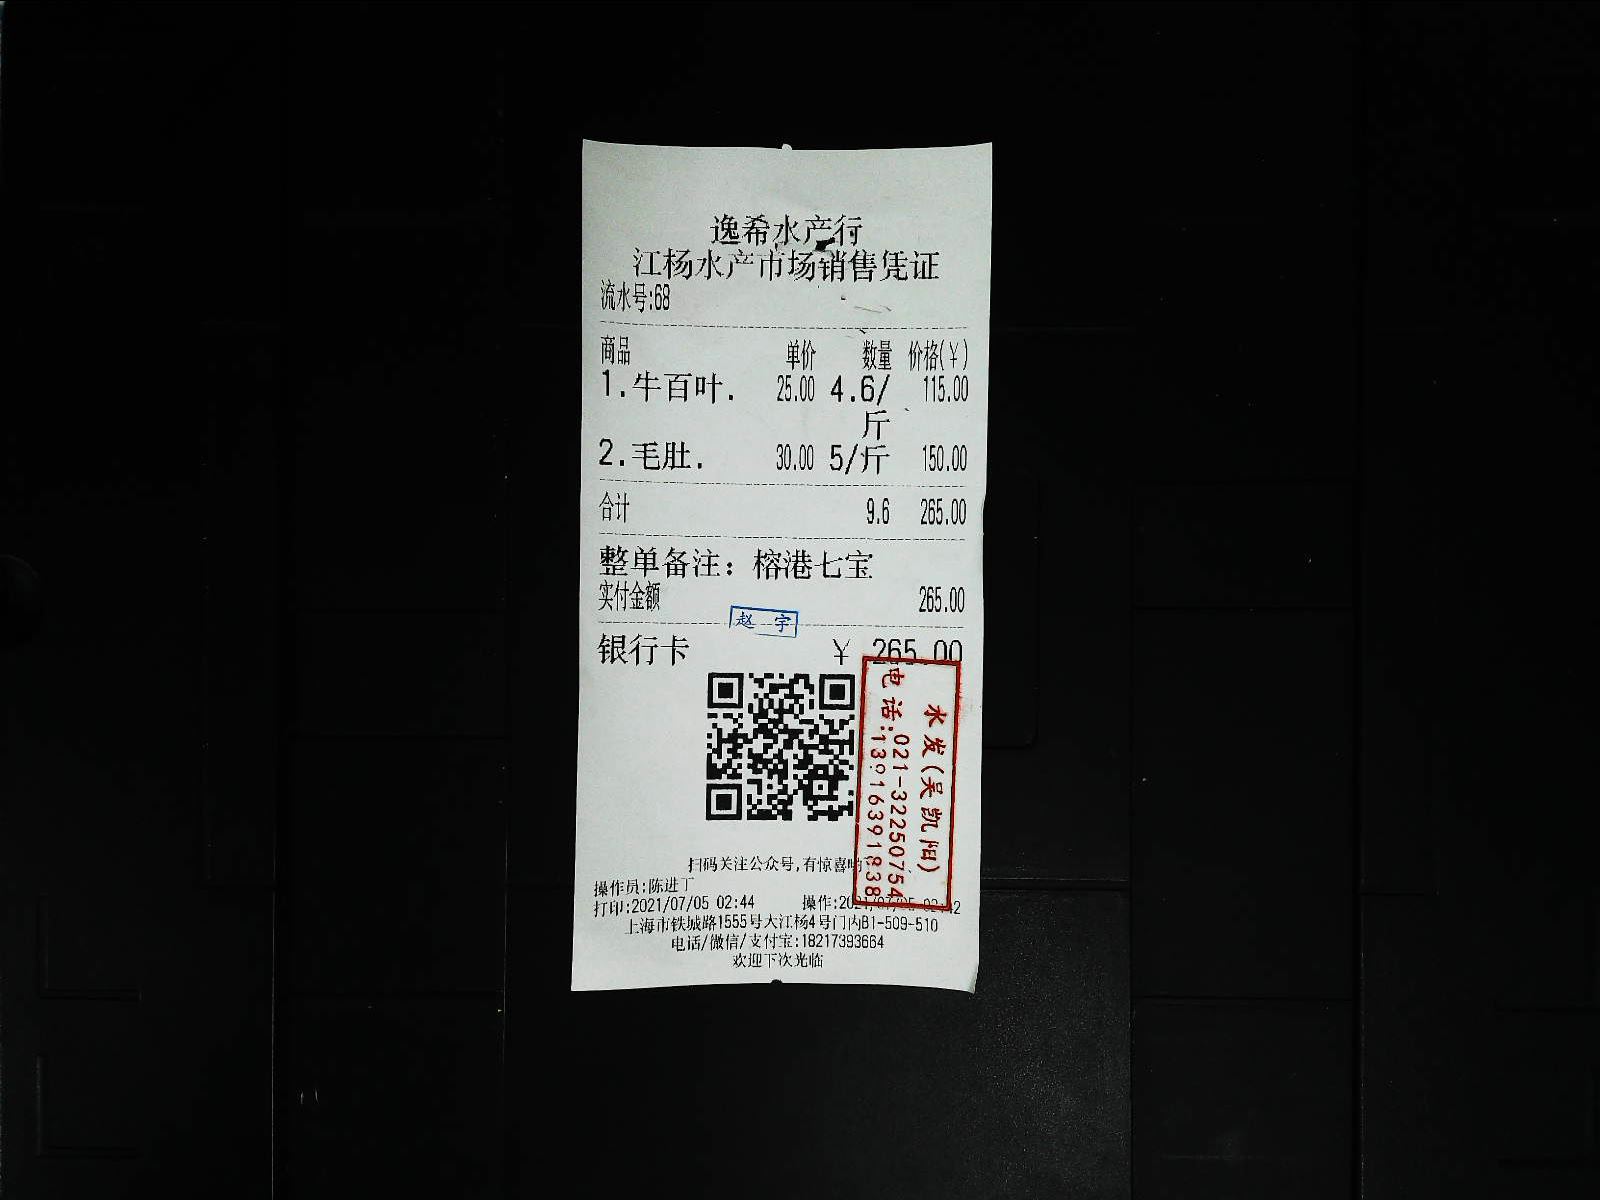 逸希水产行
江杨水产市场销售凭证
流水号:68
商品 单价 数量 价格(¥)
1.牛百叶. 25.00 4.6/斤 115.00
2.毛肚. 30.00 5/斤 150.00
合计 9.6 265.00
整单备注：榕港七宝
实付金额 265.00
赵 宇
银行卡 ¥ 265.00
水发(吴凯阳)
电话:021-32250754
13916391838
扫码关注公众号,有惊喜哟
操作员:陈进丁
打印:2021/07/05 02:44 操作:2021/07/05 02:42
上海市铁城路1555号大江杨4号门内B1-509-510
电话/微信/支付宝:18217393664
欢迎下次光临